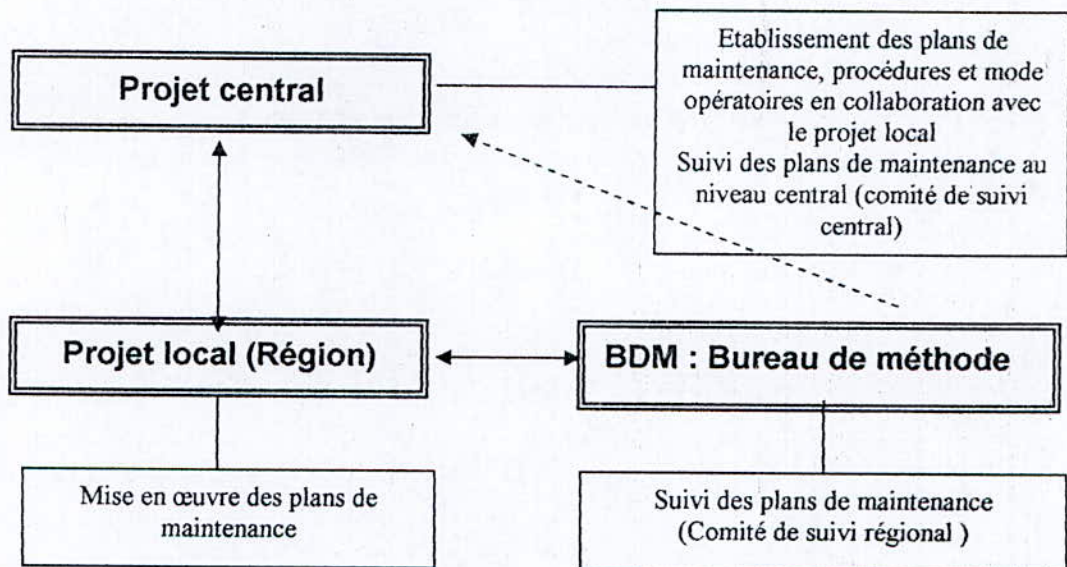 Projet central
Etablissement des plans de
maintenance, procédures et mode
opératoires en collaboration avec
le projet local
Suivi des plans de maintenance au
niveau central (comité de suivi
central)
Projet local (Région)
BDM : Bureau de méthode
Mise en œuvre des plans de
maintenance
Suivi des plans de maintenance
(Comité de suivi régional )